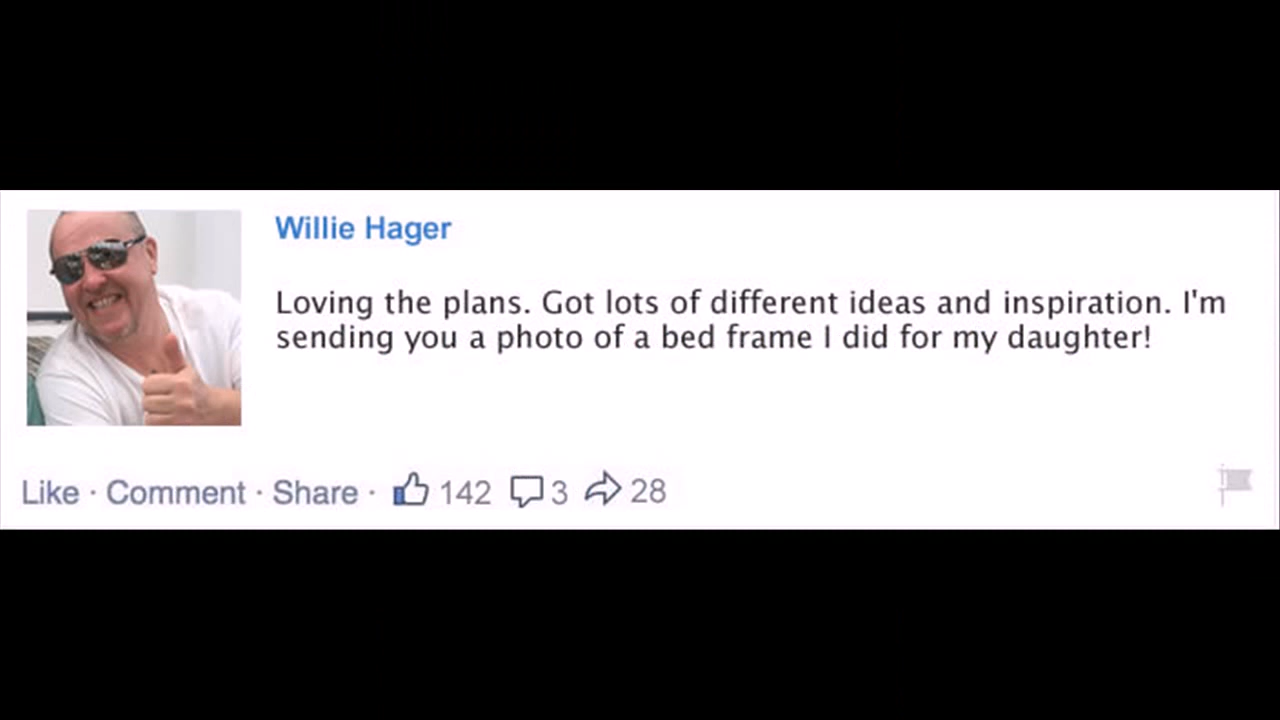 Willie Hager
Loving the plans. Got lots of different ideas and inspiration. I'm
sending you a photo of a bed frame I did for my daughter!
Like · Comment · Share · 142 3 28